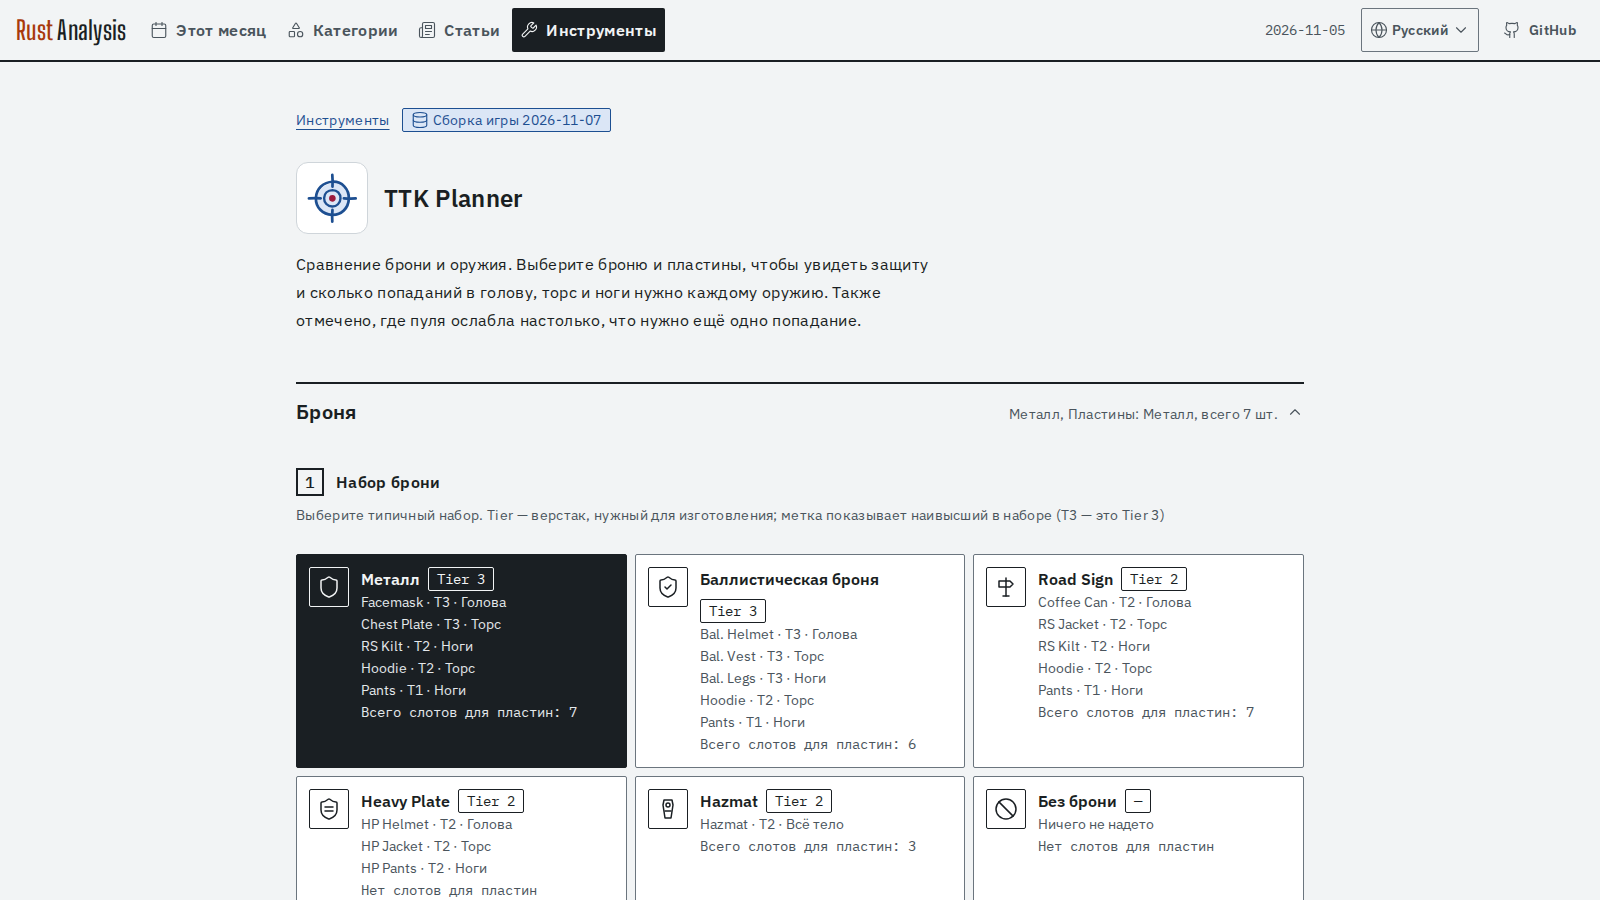 Rust Analysis
Этот месяц
Категории
Статьи
Инструменты
2026-11-05
Русский
GitHub
Инструменты
Сборка игры 2026-11-07
TTK Planner
Сравнение брони и оружия. Выберите броню и пластины, чтобы увидеть защиту
и сколько попаданий в голову, торс и ноги нужно каждому оружию. Также
отмечено, где пуля ослабла настолько, что нужно ещё одно попадание.
Броня
Металл, Пластины: Металл, всего 7 шт.
1
Набор брони
Выберите типичный набор. Tier — верстак, нужный для изготовления; метка показывает наивысший в наборе (T3 — это Tier 3)
Металл
Tier 3
Facemask · T3 · Голова
Chest Plate · T3 · Торс
RS Kilt · T2 · Ноги
Hoodie · T2 · Торс
Pants · T1 · Ноги
Всего слотов для пластин: 7
Баллистическая броня
Tier 3
Bal. Helmet · T3 · Голова
Bal. Vest · T3 · Торс
Bal. Legs · T3 · Ноги
Hoodie · T2 · Торс
Pants · T1 · Ноги
Всего слотов для пластин: 6
Road Sign
Tier 2
Coffee Can · T2 · Голова
RS Jacket · T2 · Торс
RS Kilt · T2 · Ноги
Hoodie · T2 · Торс
Pants · T1 · Ноги
Всего слотов для пластин: 7
Heavy Plate
Tier 2
HP Helmet · T2 · Голова
HP Jacket · T2 · Торс
HP Pants · T2 · Ноги
Нет слотов для пластин
Hazmat
Tier 2
Hazmat · T2 · Всё тело
Всего слотов для пластин: 3
Без брони
—
Ничего не надето
Нет слотов для пластин